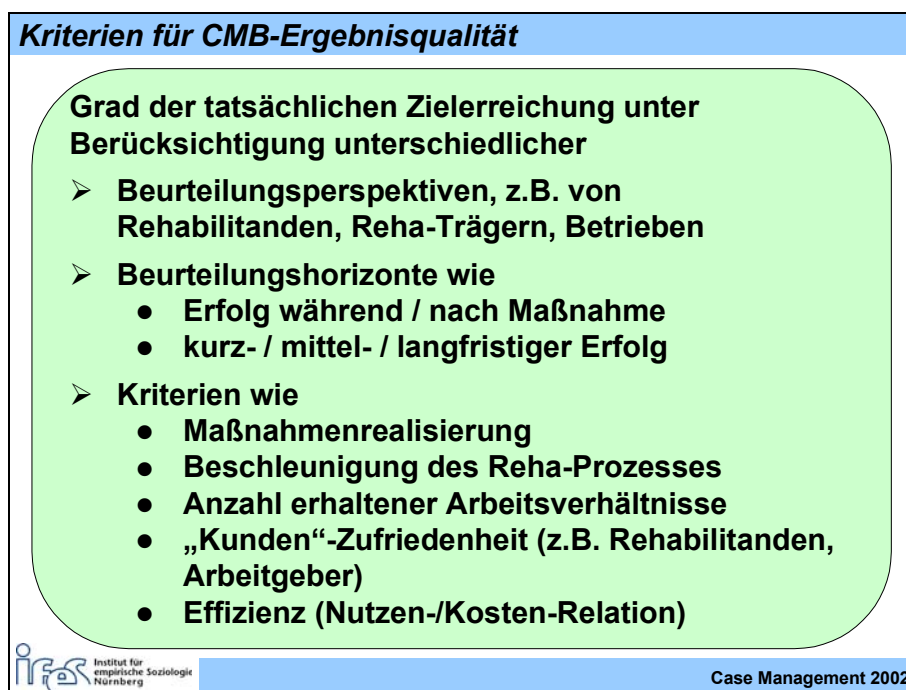 Kriterien für CMB-Ergebnisqualität
Grad der tatsächlichen Zielerreichung unter
Berücksichtigung unterschiedlicher
➢ Beurteilungsperspektiven, z.B. von
Rehabilitanden, Reha-Trägern, Betrieben
➢ Beurteilungshorizonte wie
● Erfolg während / nach Maßnahme
● kurz- / mittel- / langfristiger Erfolg
➢ Kriterien wie
● Maßnahmenrealisierung
● Beschleunigung des Reha-Prozesses
● Anzahl erhaltener Arbeitsverhältnisse
● „Kunden“-Zufriedenheit (z.B. Rehabilitanden,
Arbeitgeber)
● Effizienz (Nutzen-/Kosten-Relation)
ifes
Institut für
empirische Soziologie
Nürnberg
Case Management 2002